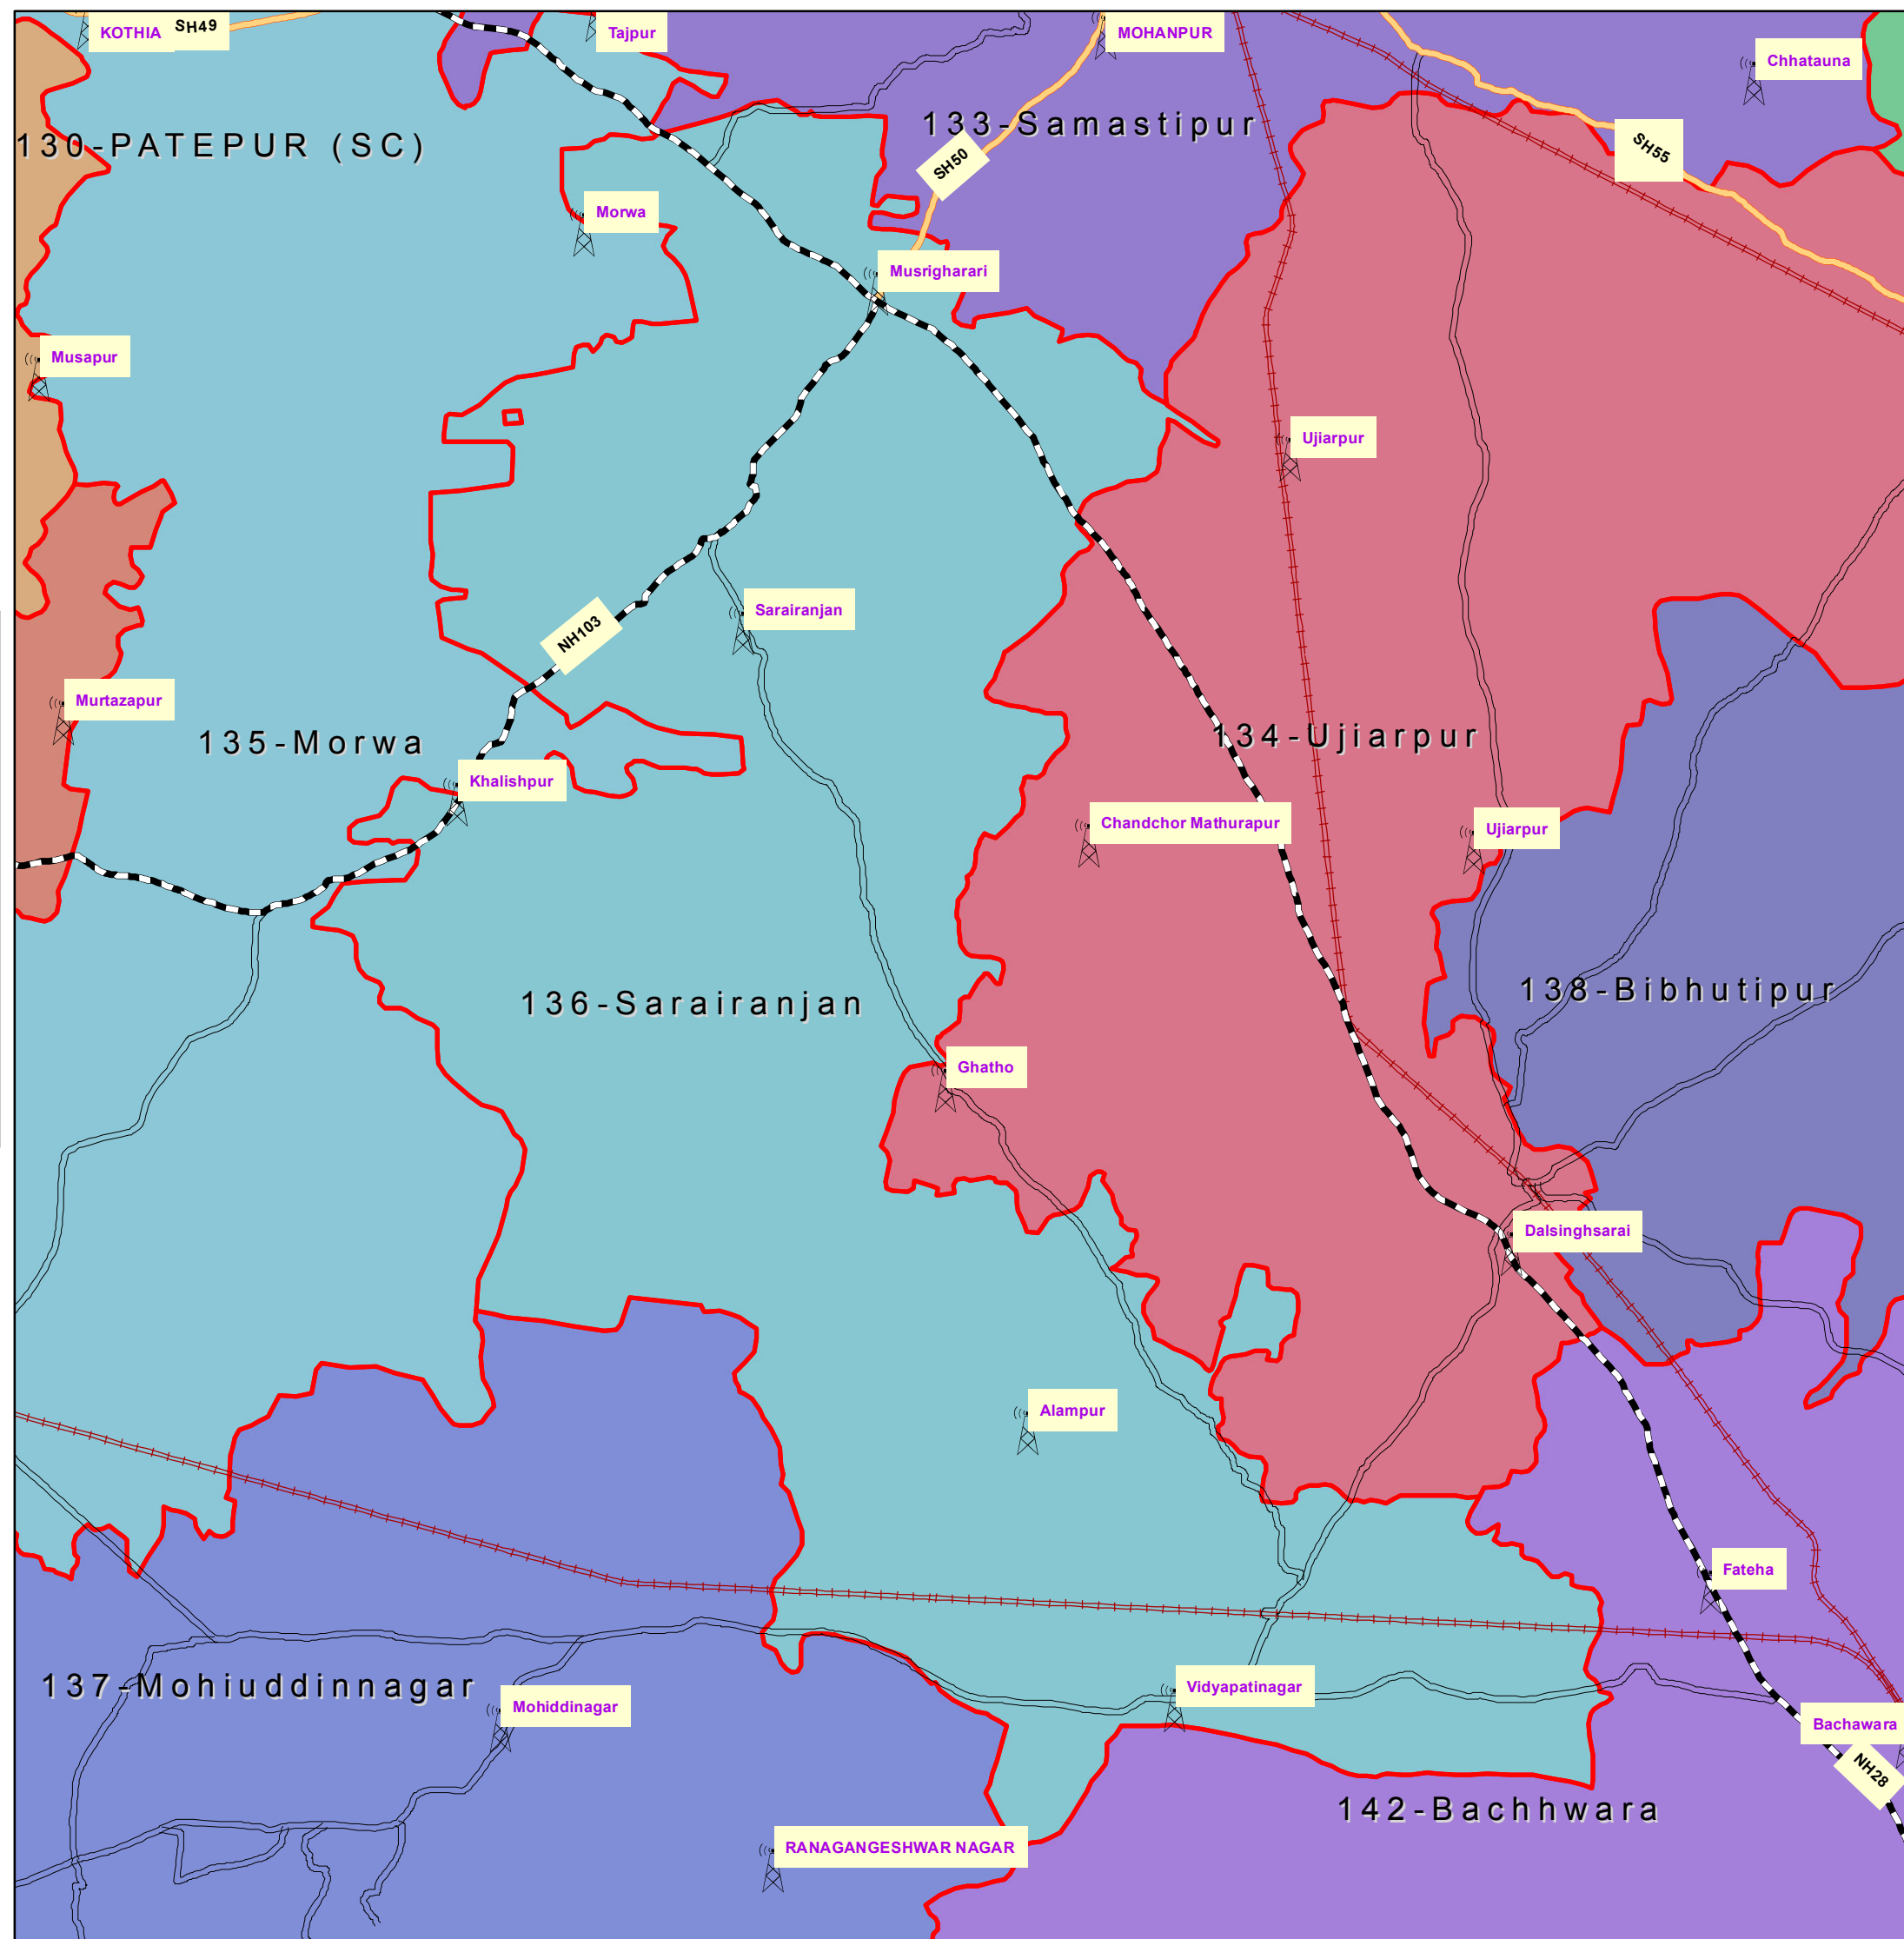 KOTHIA
SH49
Tajpur
MOHANPUR
Chhatauna
133-Samastipur
130-PATEPUR (SC)
SH55
SH50
Morwa
Musrigharari
Musapur
Ujiarpur
Sarairanjan
NH103
Murtazapur
134-Ujiarpur
135-Morwa
Khalishpur
Chandchor Mathurapur
Ujiarpur
138-Bibhutipur
136-Sarairanjan
Ghatho
Dalsinghsarai
Alampur
Fateha
137-Mohiuddinnagar
Vidyapatinagar
Mohiddinagar
Bachawara
NH28
142-Bachhwara
RANAGANGESHWAR NAGAR